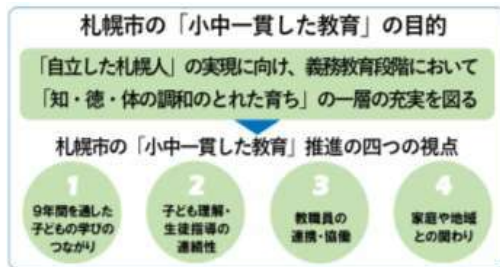 札幌市の「小中一貫した教育」の目的
「自立した札幌人」の実現に向け、義務教育段階において
「知・徳・体の調和のとれた育ち」の一層の充実を図る
札幌市の「小中一貫した教育」推進の四つの視点
1
9年間を通した
子どもの学びの
つながり
2
子ども理解・
生徒指導の
連続性
3
教職員の
連携・協働
4
家庭や地域
との関わり